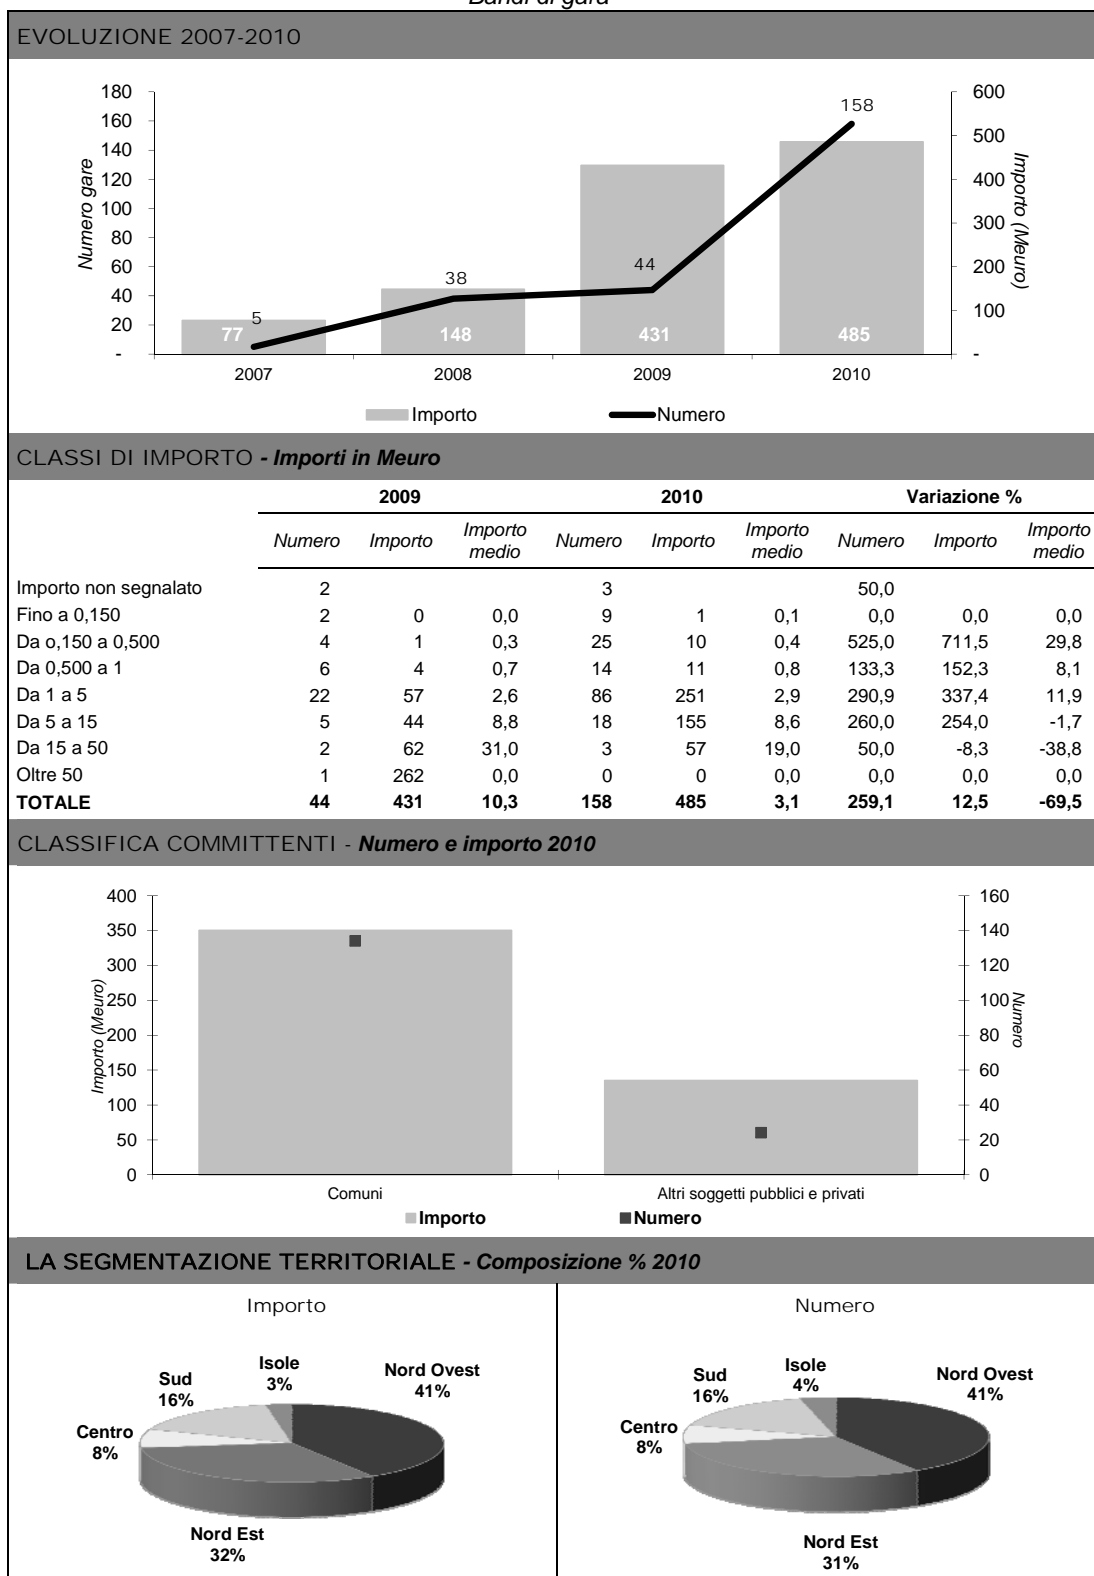 Bandi di gara
EVOLUZIONE 2007-2010
180
160
140
120
100
80
60
40
20
-
Numero gare
600
500
400
300
200
100
-
Importo (Meuro)
5
38
44
158
77
148
431
485
2007 2008 2009 2010
Importo Numero
CLASSI DI IMPORTO - Importi in Meuro
2009 2010 Variazione %
Numero Importo Importo medio Numero Importo Importo medio Numero Importo Importo medio
Importo non segnalato 2 3 50,0
Fino a 0,150 2 0 0,0 9 1 0,1 0,0 0,0 0,0
Da o,150 a 0,500 4 1 0,3 25 10 0,4 525,0 711,5 29,8
Da 0,500 a 1 6 4 0,7 14 11 0,8 133,3 152,3 8,1
Da 1 a 5 22 57 2,6 86 251 2,9 290,9 337,4 11,9
Da 5 a 15 5 44 8,8 18 155 8,6 260,0 254,0 -1,7
Da 15 a 50 2 62 31,0 3 57 19,0 50,0 -8,3 -38,8
Oltre 50 1 262 0,0 0 0 0,0 0,0 0,0 0,0
TOTALE 44 431 10,3 158 485 3,1 259,1 12,5 -69,5
CLASSIFICA COMMITTENTI - Numero e importo 2010
400
350
300
250
200
150
100
50
0
Importo (Meuro)
160
140
120
100
80
60
40
20
0
Numero
Comuni Altri soggetti pubblici e privati
Importo Numero
LA SEGMENTAZIONE TERRITORIALE - Composizione % 2010
Importo
Isole
3%
Nord Ovest
41%
Sud
16%
Centro
8%
Nord Est
32%
Numero
Isole
4%
Nord Ovest
41%
Sud
16%
Centro
8%
Nord Est
31%